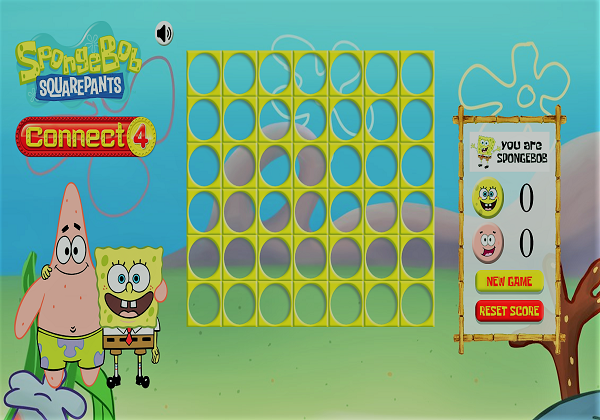 SpongeBob
SQUAREPANTS
Connect 4
YOU ARE
SPONGEBOB
0
0
NEW GAME
RESET SCORE